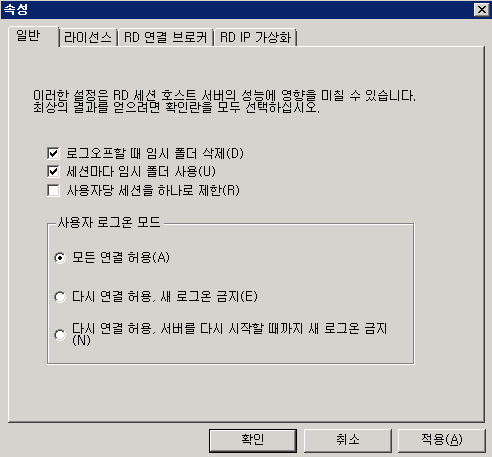 속성
일반
라이선스
RD 연결 브로커
RD IP 가상화
이러한 설정은 RD 세션 호스트 서버의 성능에 영향을 미칠 수 있습니다.
최상의 결과를 얻으려면 확인란을 모두 선택하십시오.
로그오프할 때 임시 폴더 삭제(D)
세션마다 임시 폴더 사용(U)
사용자당 세션을 하나로 제한(R)
사용자 로그온 모드
모든 연결 허용(A)
다시 연결 허용, 새 로그온 금지(E)
다시 연결 허용, 서버를 다시 시작할 때까지 새 로그온 금지
(N)
확인
취소
적용(A)